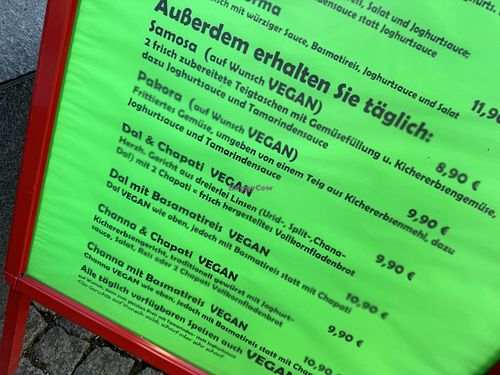 mit würziger Sauce, Basmatireis, Joghurtsauce und Salat
Außerdem erhalten Sie täglich:
Samosa (auf Wunsch VEGAN)
2 frisch zubereitete Teigtaschen mit Gemüsefüllung u. Kichererbsengemüse,
dazu Joghurtsauce und Tamarindensauce
8,90 €
Pakora (auf Wunsch VEGAN)
Frittiertes Gemüse, umgeben von einem Teig aus Kichererbsenmehl, dazu
Joghurtsauce und Tamarindensauce
9,90 €
Dal & Chapati VEGAN
Herzh. Gericht aus dreierlei Linsen (Urid-, Split-,Chana-
Dal) mit 2 Chapati = frisch hergestelltes Vollkornfladenbrot
9,90 €
Dal mit Basamatireis VEGAN
Dal VEGAN wie oben, jedoch mit Basmatireis statt mit Chapati
10,90 €
Channa & Chapati VEGAN
Kichererbsengericht, traditionell gewürzt mit Joghurt-
sauce, Salat, Reis oder 2 Chapati Vollkornfladenbrot
9,90 €
Channa mit Basmatireis VEGAN
Channa VEGAN wie oben, jedoch mit Basmatireis statt mit Chapati
10,90 €
Alle täglich verfügbaren Speisen auch VEGAN